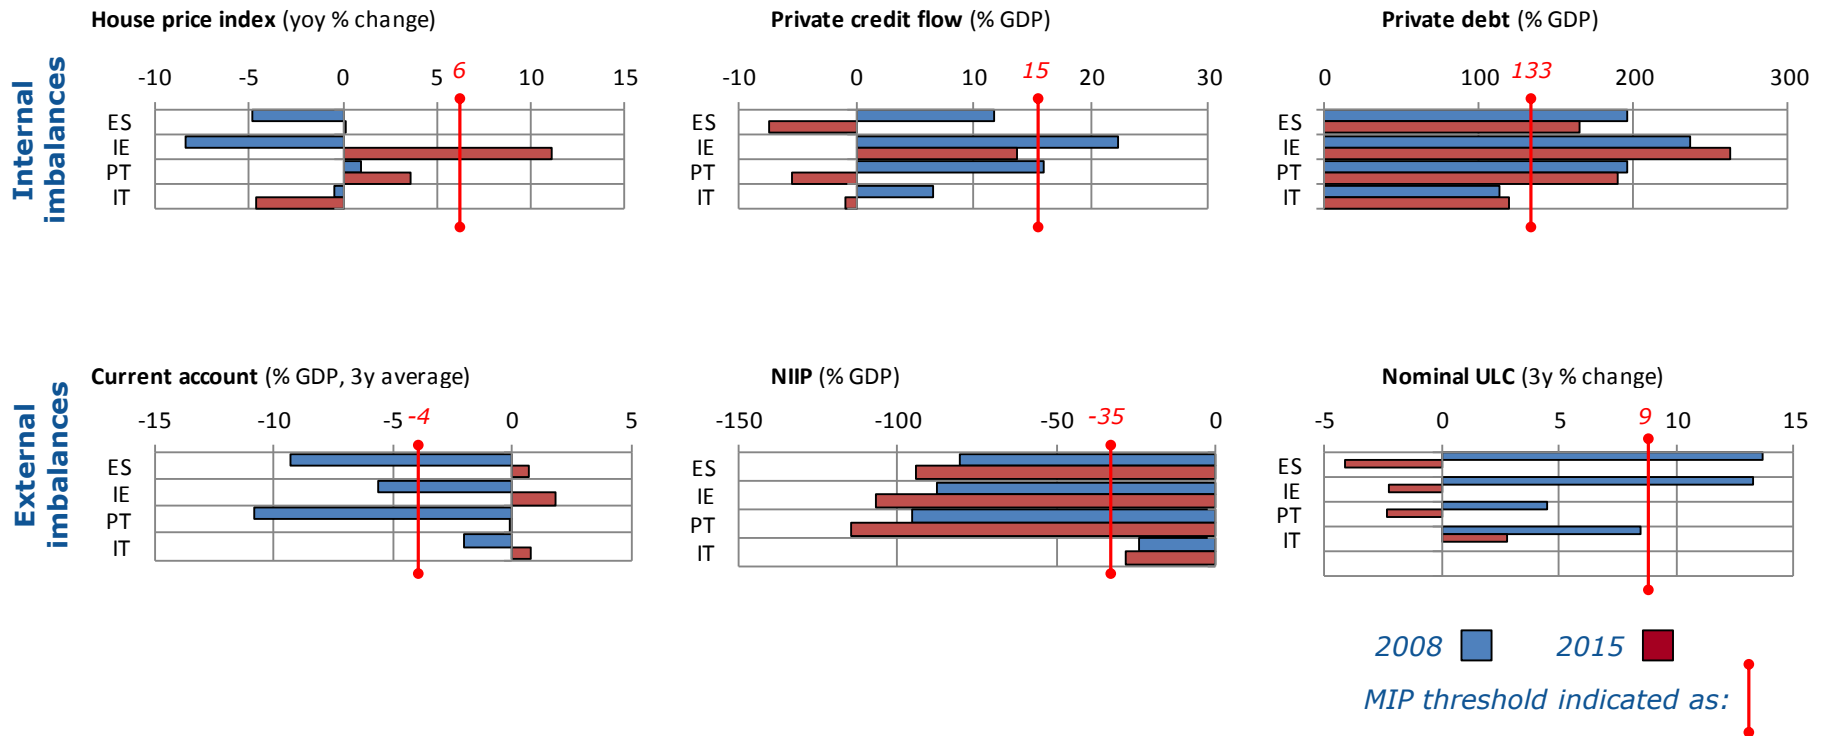 House price index (yoy % change)
-10 -5 0 5 6 10 15
ES
IE
PT
IT
Private credit flow (% GDP)
-10 0 10 15 20 30
ES
IE
PT
IT
Private debt (% GDP)
0 100 133 200 300
ES
IE
PT
IT
Internal
imbalances
Current account (% GDP, 3y average)
-15 -10 -5 -4 0 5
ES
IE
PT
IT
NIIP (% GDP)
-150 -100 -50 -35 0
ES
IE
PT
IT
Nominal ULC (3y % change)
-5 0 5 9 10 15
ES
IE
PT
IT
External
imbalances
2008 2015
MIP threshold indicated as: